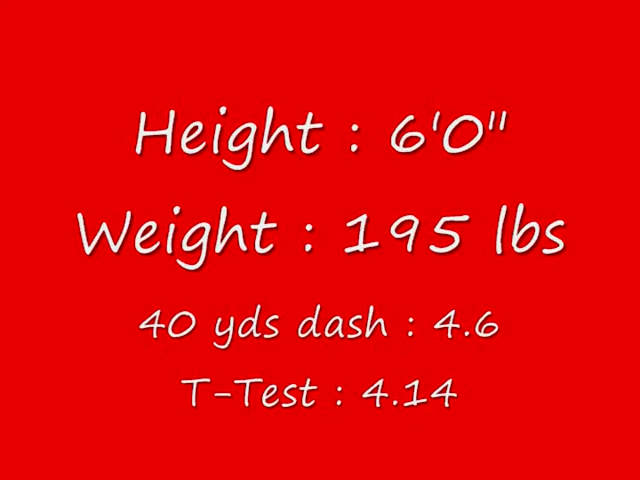 Height : 6'0"
Weight : 195 lbs
40 yds dash : 4.6
T-Test : 4.14